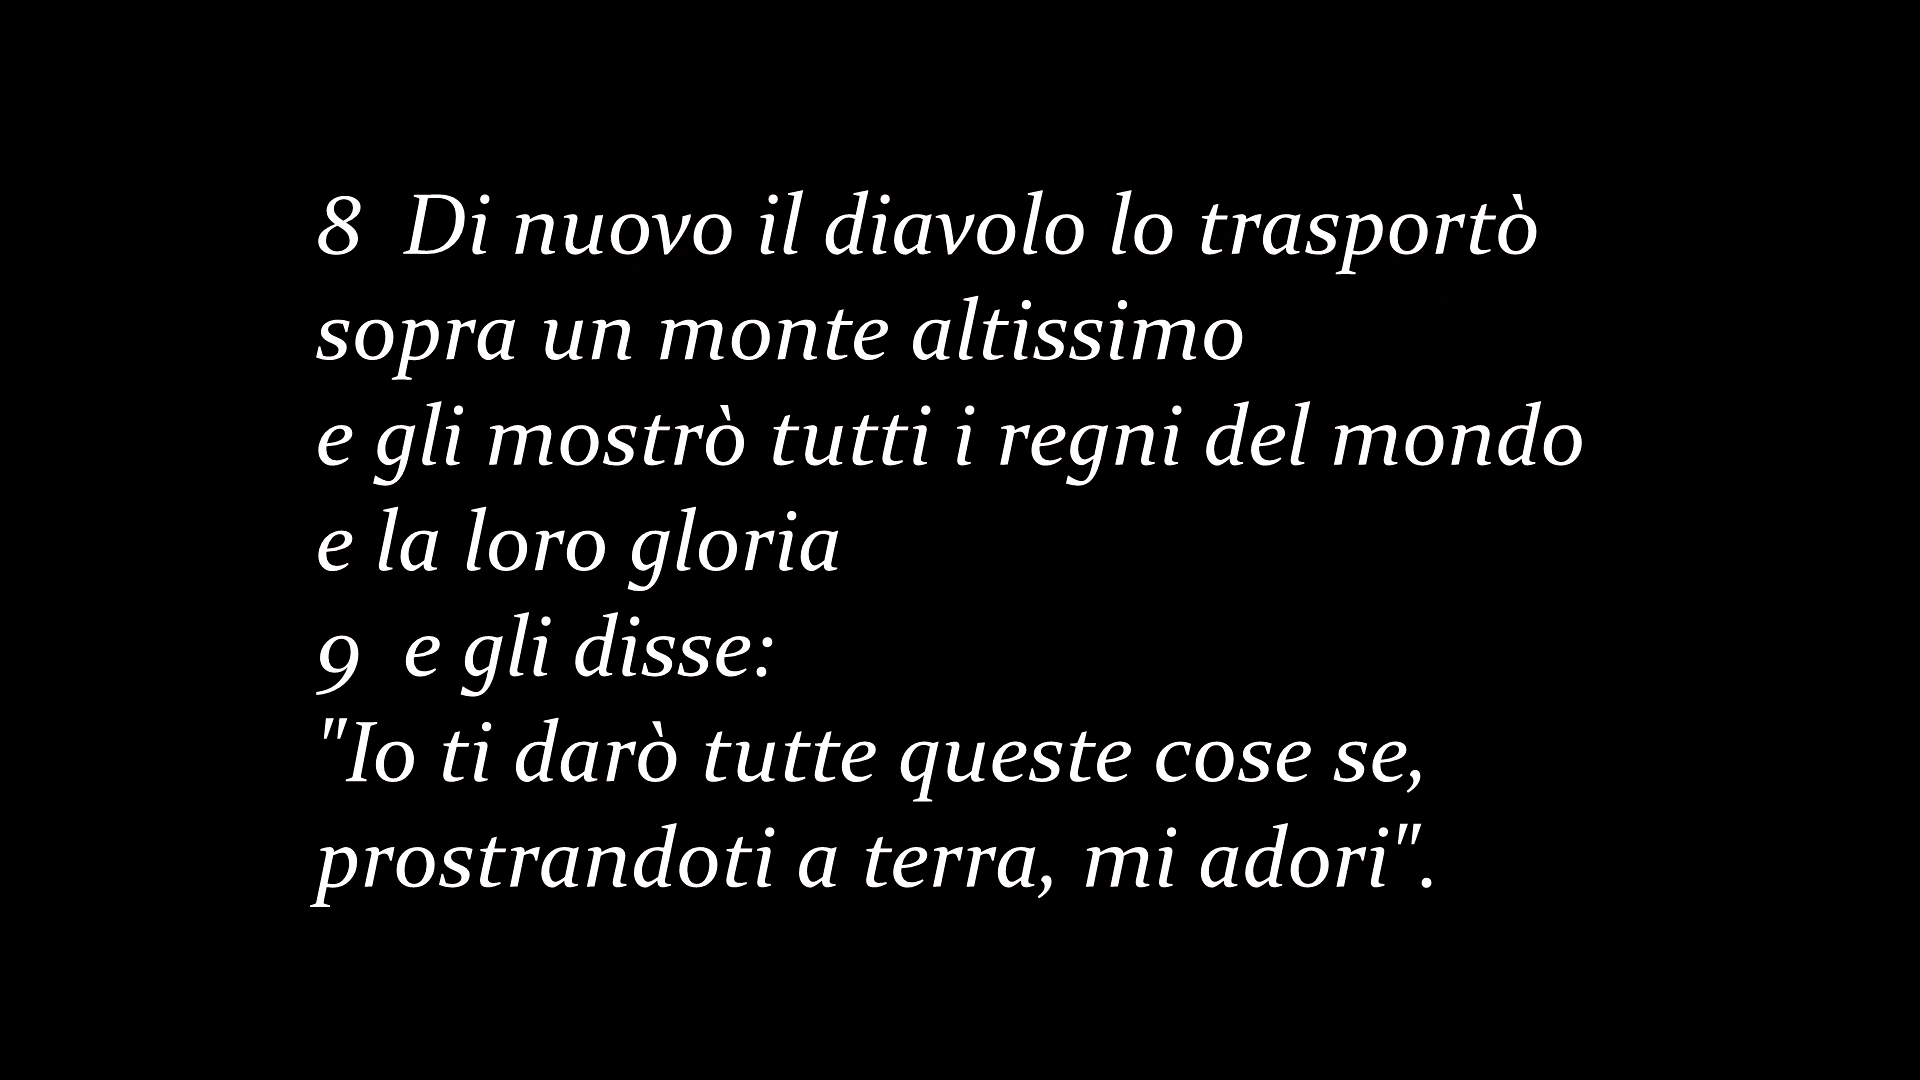 8  Di nuovo il diavolo lo trasportò
sopra un monte altissimo
e gli mostrò tutti i regni del mondo
e la loro gloria
9  e gli disse:
"Io ti darò tutte queste cose se,
prostrandoti a terra, mi adori".